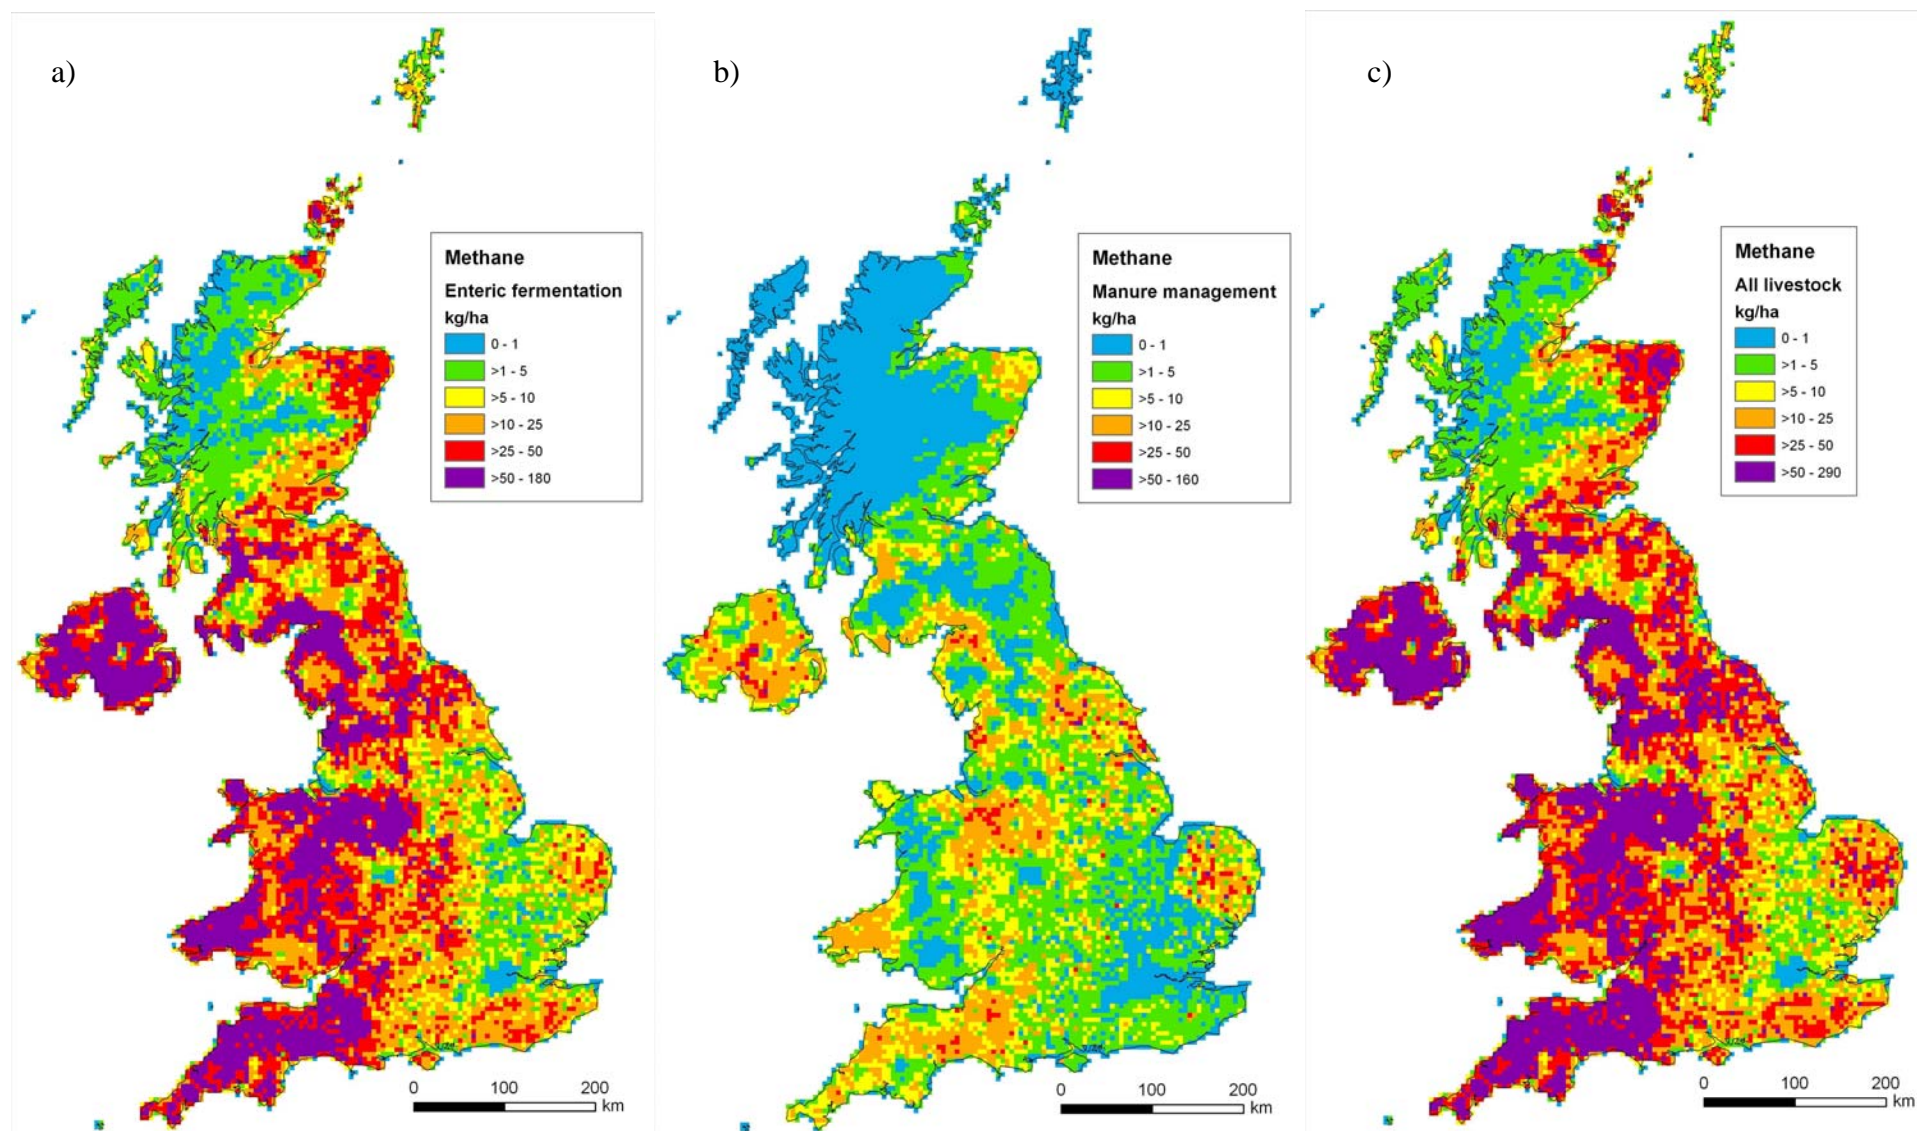 a)
Methane
Enteric fermentation
kg/ha
0 - 1
>1 - 5
>5 - 10
>10 - 25
>25 - 50
>50 - 180
0 100 200
km
b)
Methane
Manure management
kg/ha
0 - 1
>1 - 5
>5 - 10
>10 - 25
>25 - 50
>50 - 160
0 100 200
km
c)
Methane
All livestock
kg/ha
0 - 1
>1 - 5
>5 - 10
>10 - 25
>25 - 50
>50 - 290
0 100 200
km